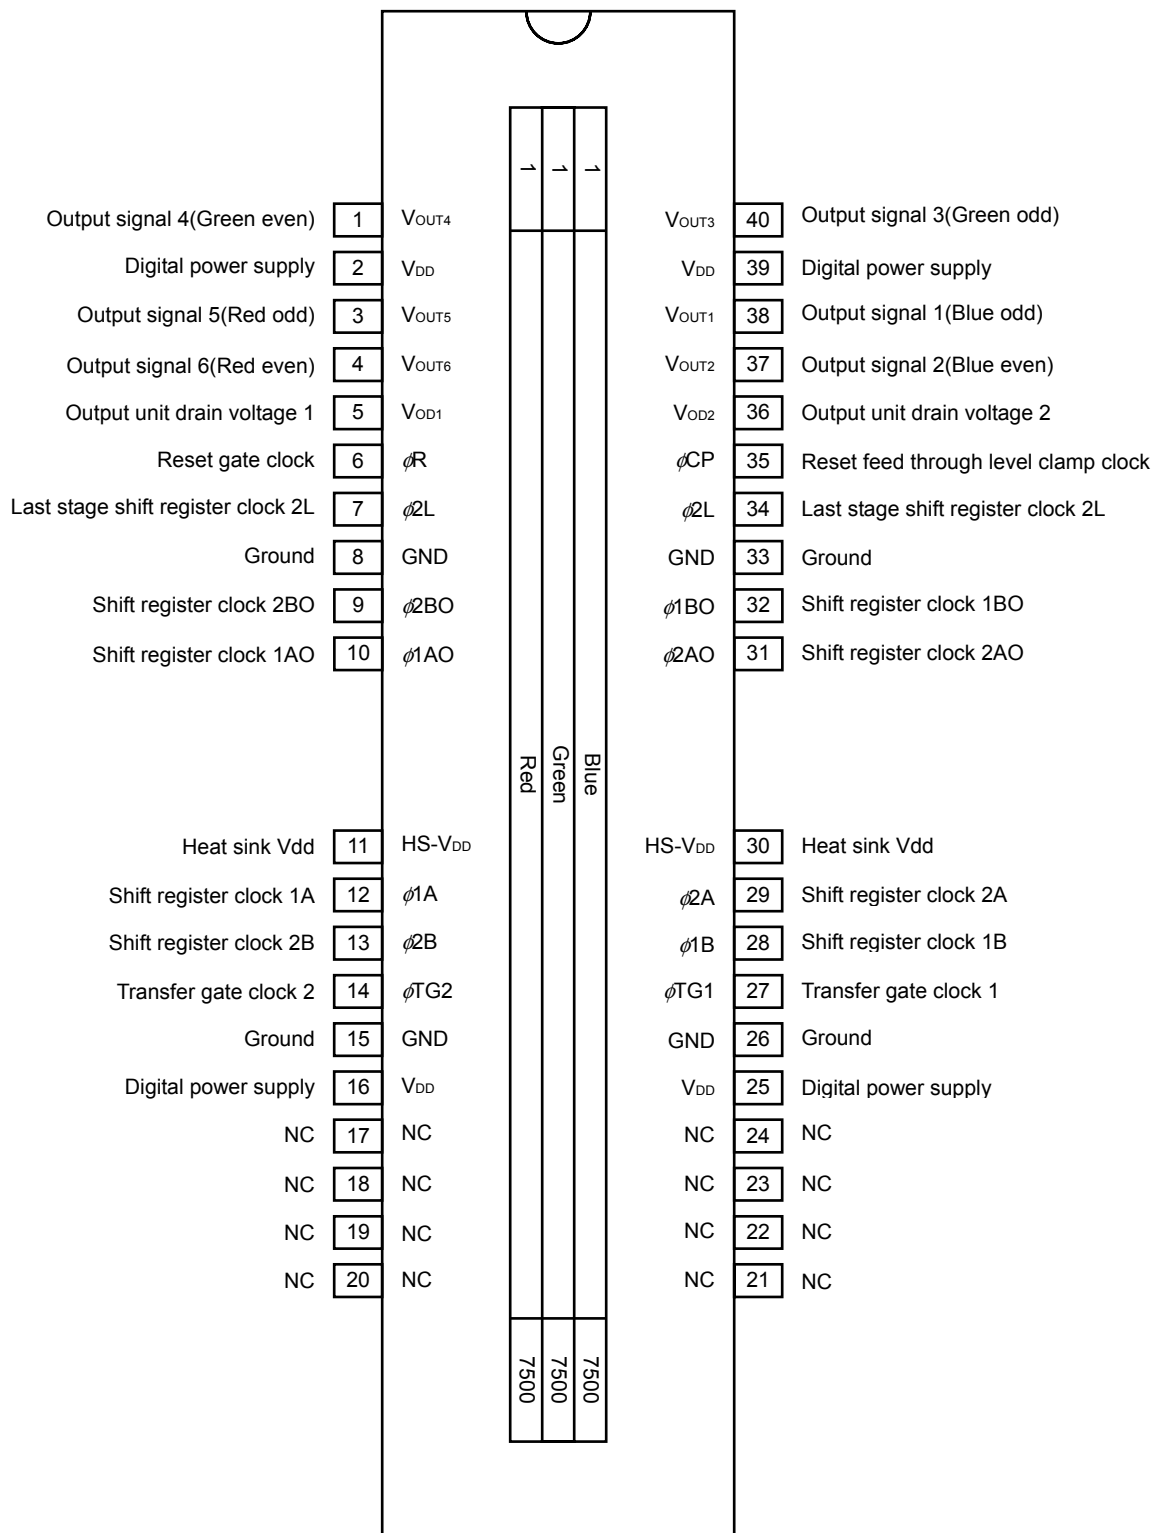 1 1 1
Output signal 4(Green even) 1 VOUT4 VOUT3 40 Output signal 3(Green odd)
Digital power supply 2 VDD VDD 39 Digital power supply
Output signal 5(Red odd) 3 VOUT5 VOUT1 38 Output signal 1(Blue odd)
Output signal 6(Red even) 4 VOUT6 VOUT2 37 Output signal 2(Blue even)
Output unit drain voltage 1 5 VOD1 VOD2 36 Output unit drain voltage 2
Reset gate clock 6 ϕR ϕCP 35 Reset feed through level clamp clock
Last stage shift register clock 2L 7 ϕ2L ϕ2L 34 Last stage shift register clock 2L
Ground 8 GND GND 33 Ground
Shift register clock 2BO 9 ϕ2BO ϕ1BO 32 Shift register clock 1BO
Shift register clock 1AO 10 ϕ1AO ϕ2AO 31 Shift register clock 2AO
Red Green Blue
Heat sink Vdd 11 HS-VDD HS-VDD 30 Heat sink Vdd
Shift register clock 1A 12 ϕ1A ϕ2A 29 Shift register clock 2A
Shift register clock 2B 13 ϕ2B ϕ1B 28 Shift register clock 1B
Transfer gate clock 2 14 ϕTG2 ϕTG1 27 Transfer gate clock 1
Ground 15 GND GND 26 Ground
Digital power supply 16 VDD VDD 25 Digital power supply
NC 17 NC NC 24 NC
NC 18 NC NC 23 NC
NC 19 NC NC 22 NC
NC 20 NC NC 21 NC
7500 7500 7500